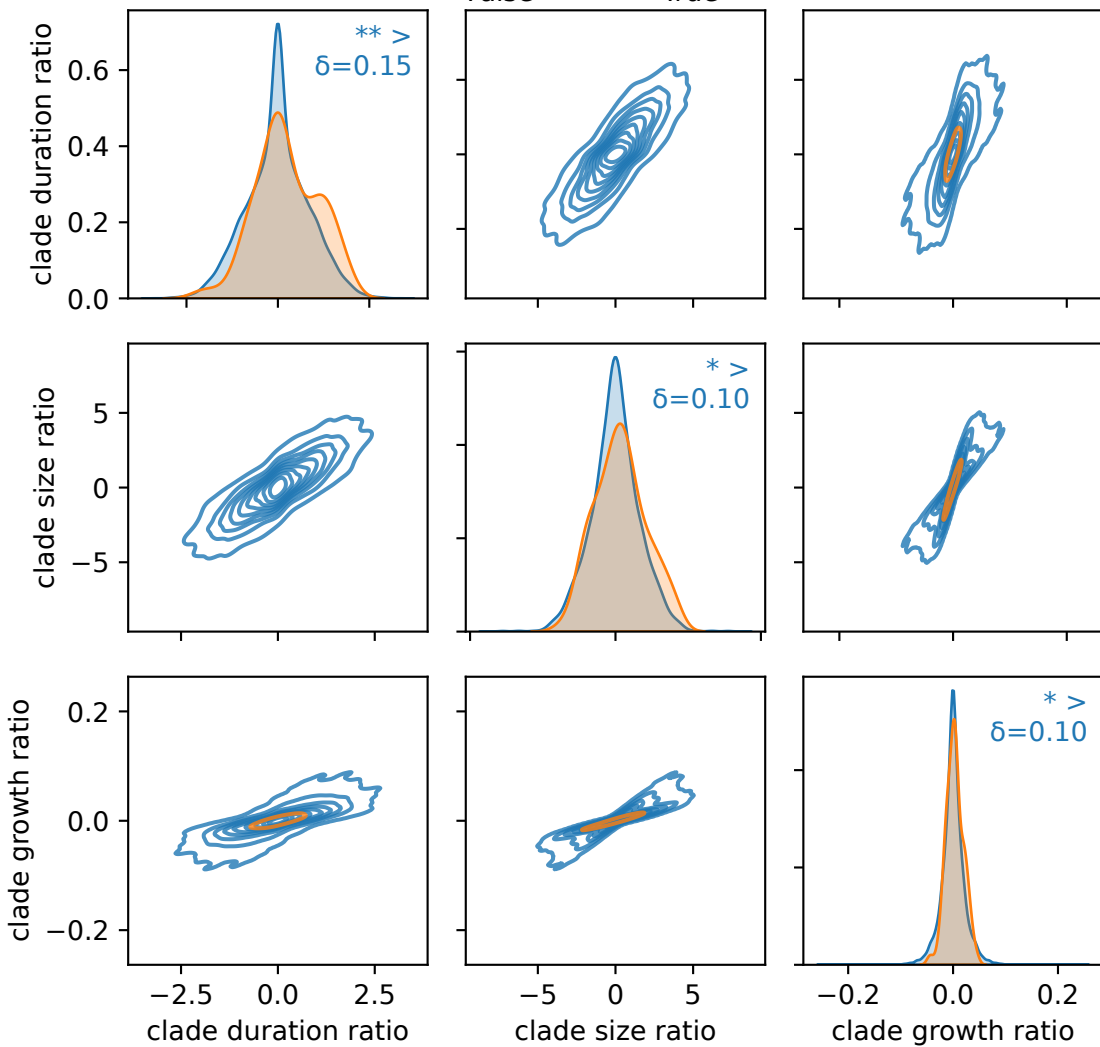 clade duration ratio
0.6
0.4
0.2
0.0
** >
δ=0.15
clade size ratio
5
0
−5
* >
δ=0.10
clade growth ratio
0.2
0.0
−0.2
* >
δ=0.10
−2.5 0.0 2.5
−5 0 5
−0.2 0.0 0.2
clade duration ratio
clade size ratio
clade growth ratio